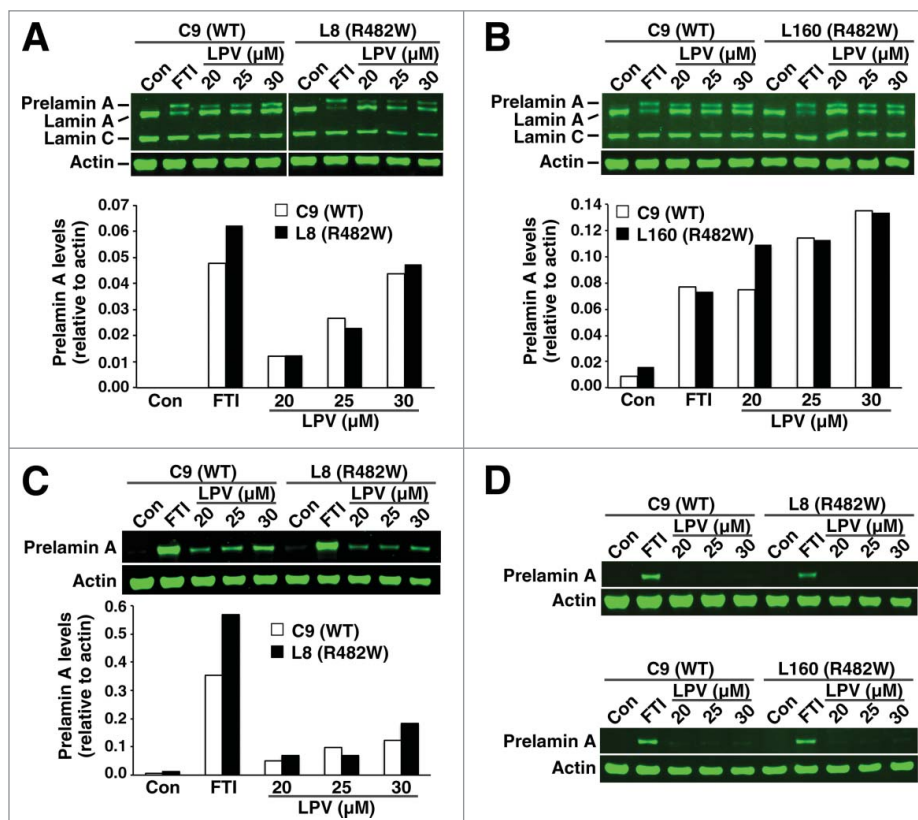 A
C9 (WT) L8 (R482W)
LPV (µM) LPV (µM)
Con FTI 20 25 30 Con FTI 20 25 30
Prelamin A
Lamin A
Lamin C
Actin
Prelamin A levels
(relative to actin)
0.07
0.06
0.05
0.04
0.03
0.02
0.01
0.00
C9 (WT)
L8 (R482W)
Con FTI 20 25 30
LPV (µM)
B
C9 (WT) L160 (R482W)
LPV (µM) LPV (µM)
Con FTI 20 25 30 Con FTI 20 25 30
Prelamin A
Lamin A
Lamin C
Actin
Prelamin A levels
(relative to actin)
0.14
0.12
0.10
0.08
0.06
0.04
0.02
0.00
C9 (WT)
L160 (R482W)
Con FTI 20 25 30
LPV (µM)
C
C9 (WT) L8 (R482W)
LPV (µM) LPV (µM)
Con FTI 20 25 30 Con FTI 20 25 30
Prelamin A
Actin
Prelamin A levels
(relative to actin)
0.6
0.5
0.4
0.3
0.2
0.1
0.0
C9 (WT)
L8 (R482W)
Con FTI 20 25 30
LPV (µM)
D
C9 (WT) L8 (R482W)
LPV (µM) LPV (µM)
Con FTI 20 25 30 Con FTI 20 25 30
Prelamin A
Actin
C9 (WT) L160 (R482W)
LPV (µM) LPV (µM)
Con FTI 20 25 30 Con FTI 20 25 30
Prelamin A
Actin